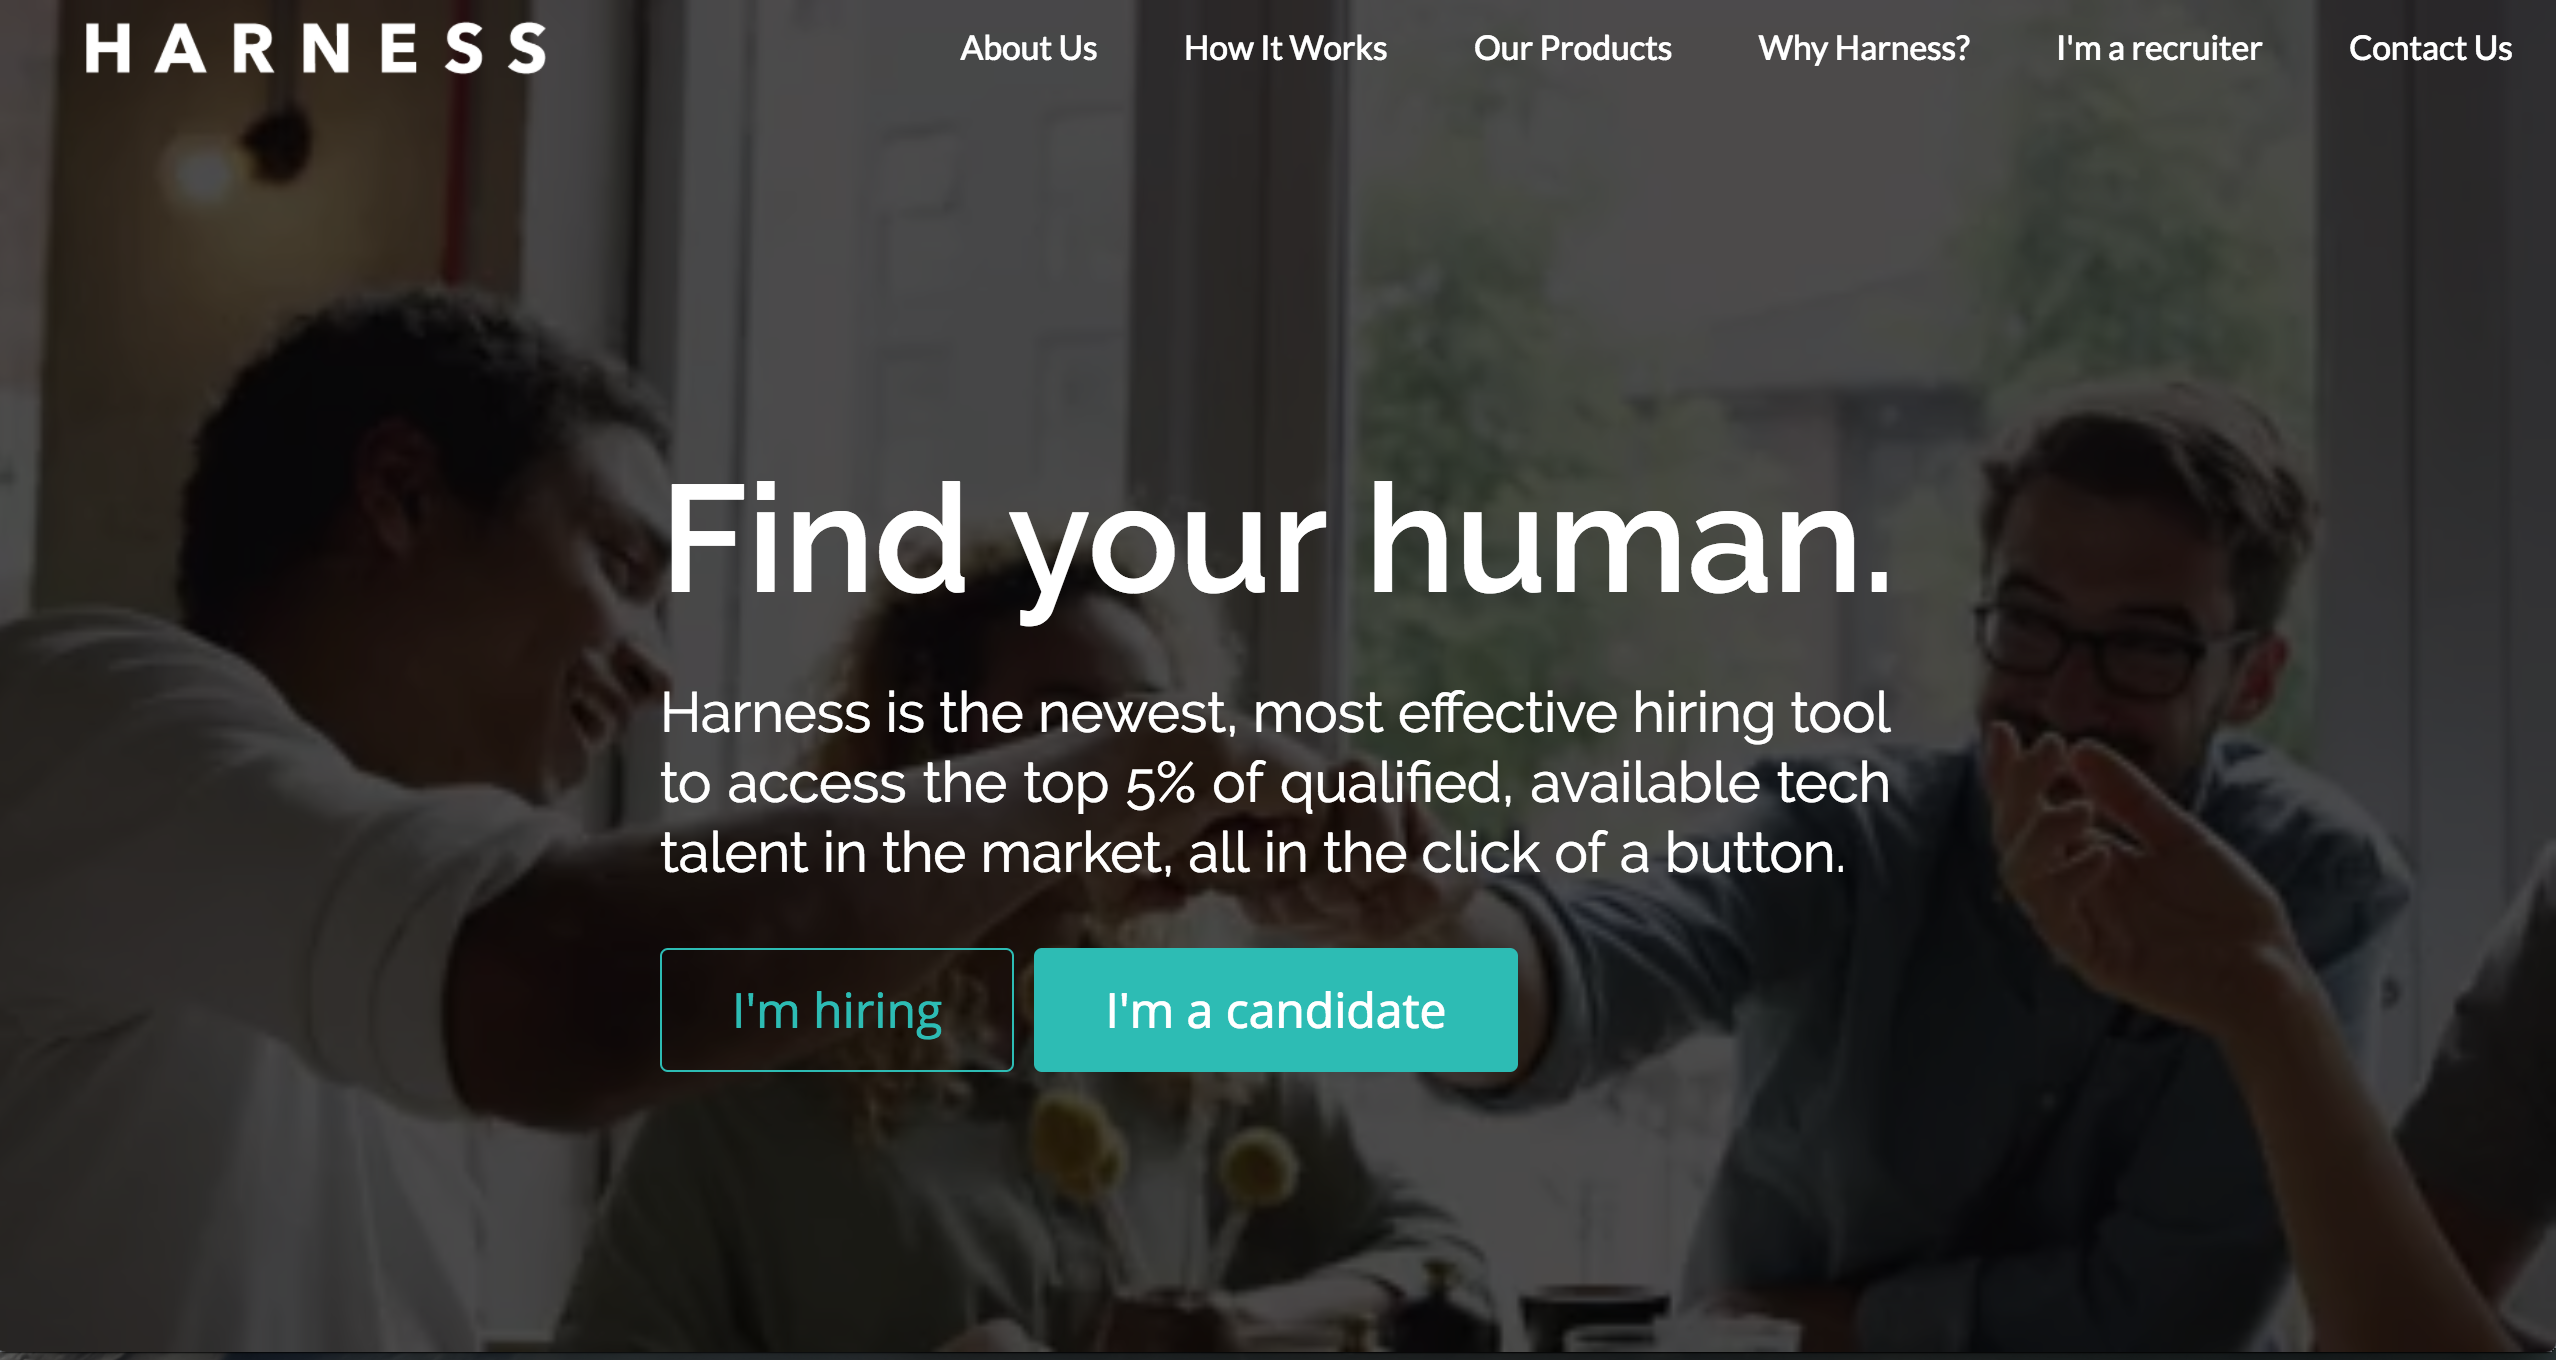 HARNESS
About Us
How It Works
Our Products
Why Harness?
I'm a recruiter
Contact Us
Find your human.
Harness is the newest, most effective hiring tool
to access the top 5% of qualified, available tech
talent in the market, all in the click of a button.
I'm hiring
I'm a candidate